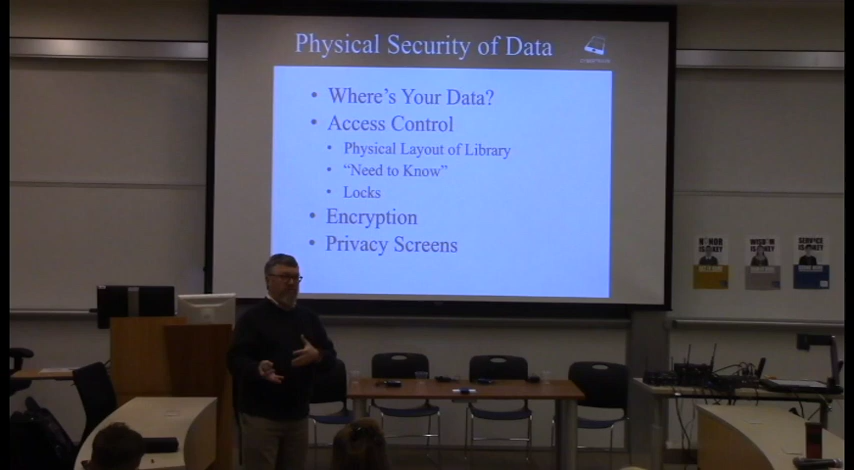 Physical Security of Data
• Where's Your Data?
• Access Control
• Physical Layout of Library
• “Need to Know”
• Locks
• Encryption
• Privacy Screens